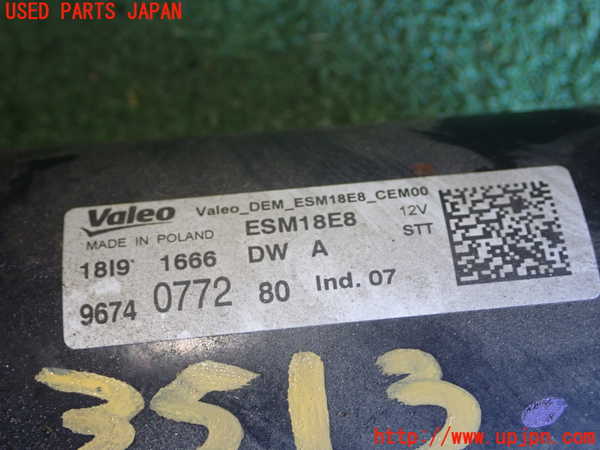 USED PARTS JAPAN
Valeo Valeo_DEM_ESM18E8_CEM00
MADE IN POLAND ESM18E8 12V
18I9 1666 DW A STT
9674 0772 80 Ind. 07
3513
http://www.upjpn.com